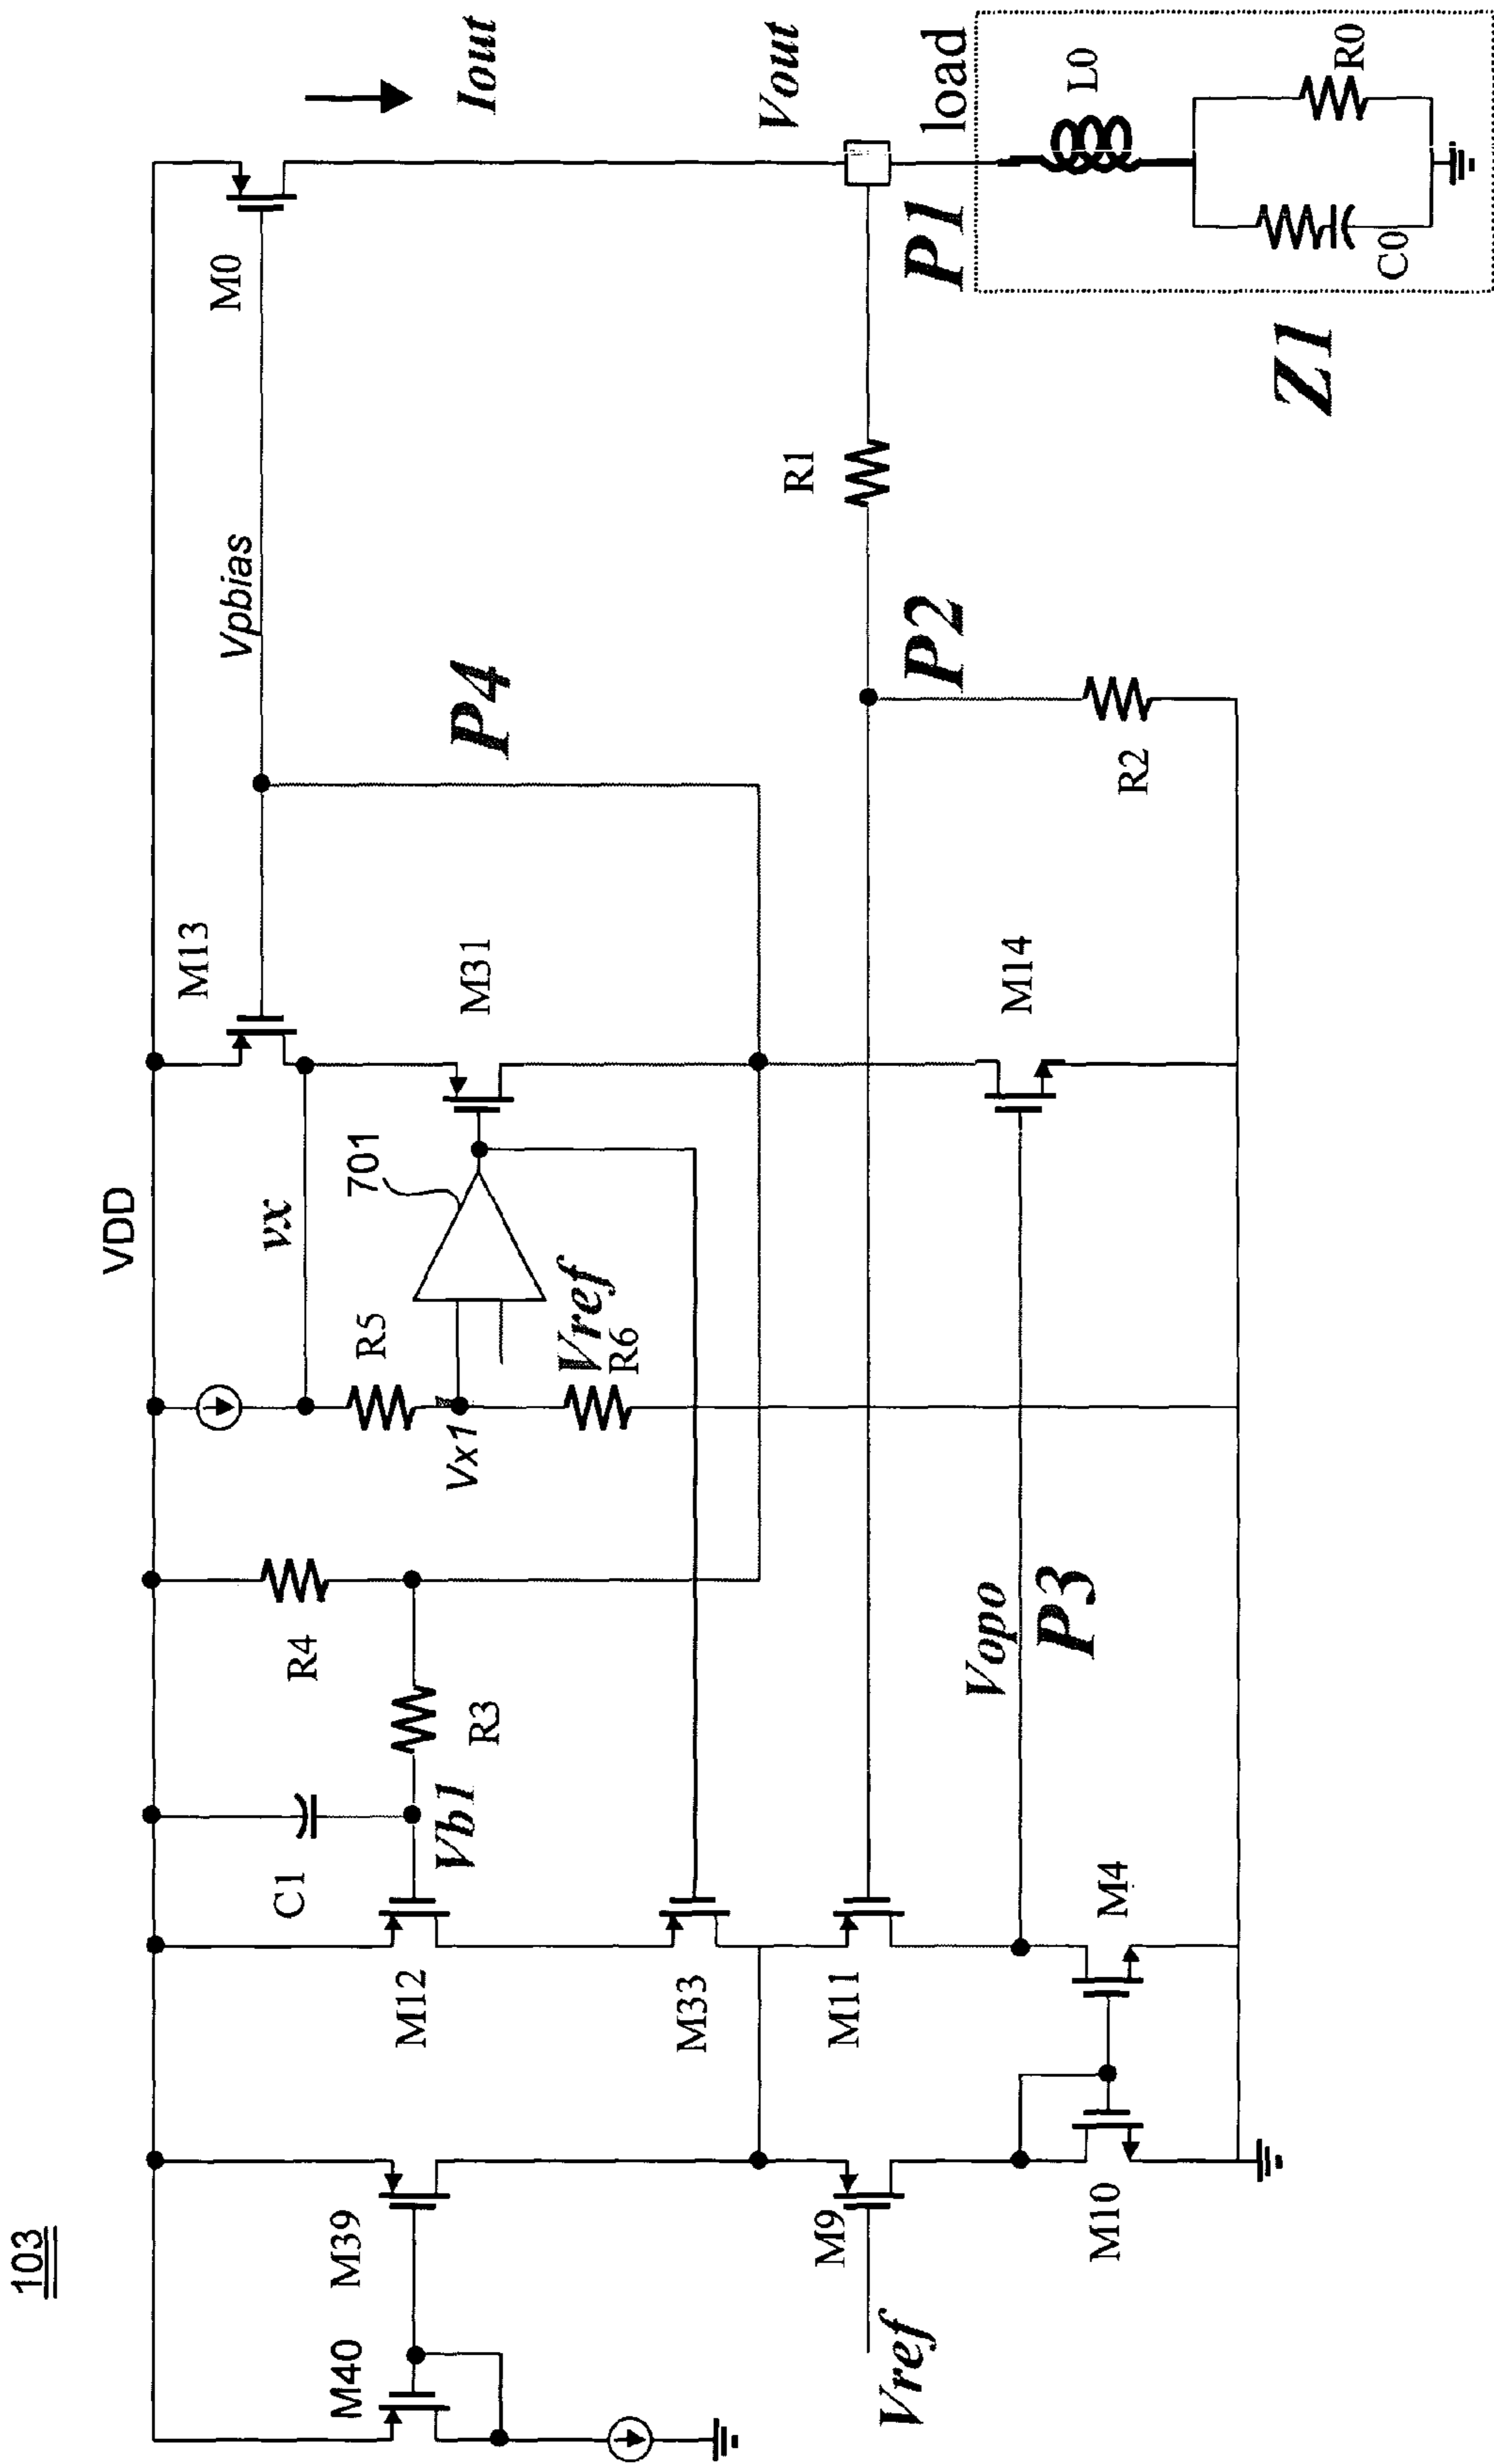 103
VDD
M40
M39
M9
Vref
M10
C1
M12
Vb1
M33
M11
M4
R4
R3
Vopo
P3
Vx1
R5
vx
701
Vref
R6
M13
M31
M14
Vpbias
P4
P2
R2
R1
M0
Iout
Vout
P1
load
L0
R0
C0
Z1